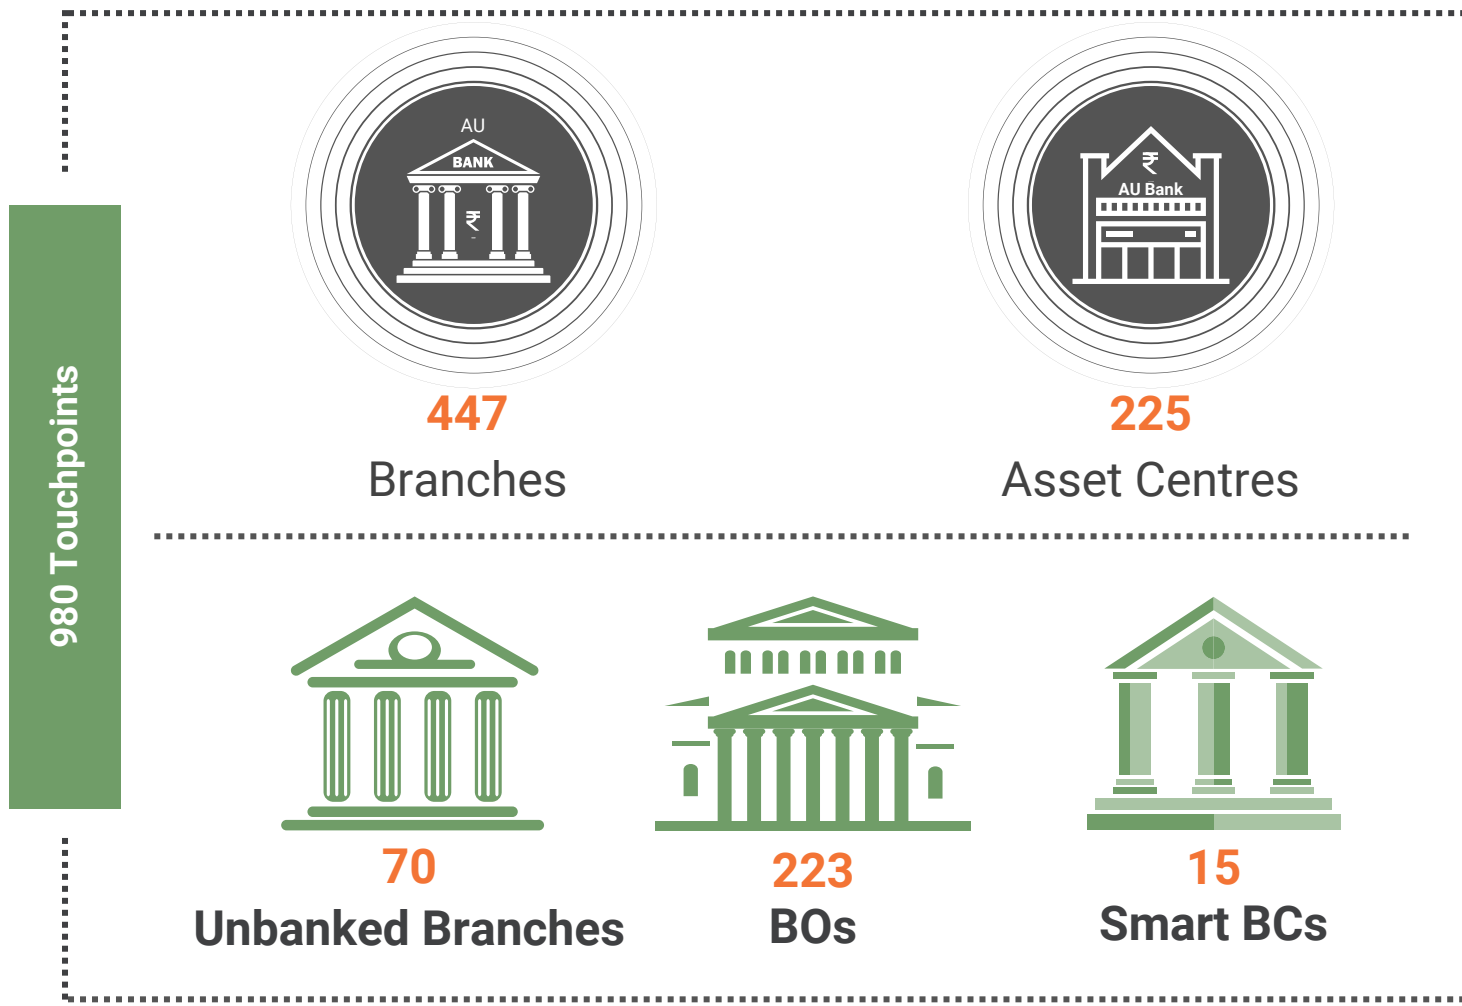 AU
BANK
₹
₹
AU Bank
447
Branches
225
Asset Centres
980 Touchpoints
70
Unbanked Branches
223
BOs
15
Smart BCs